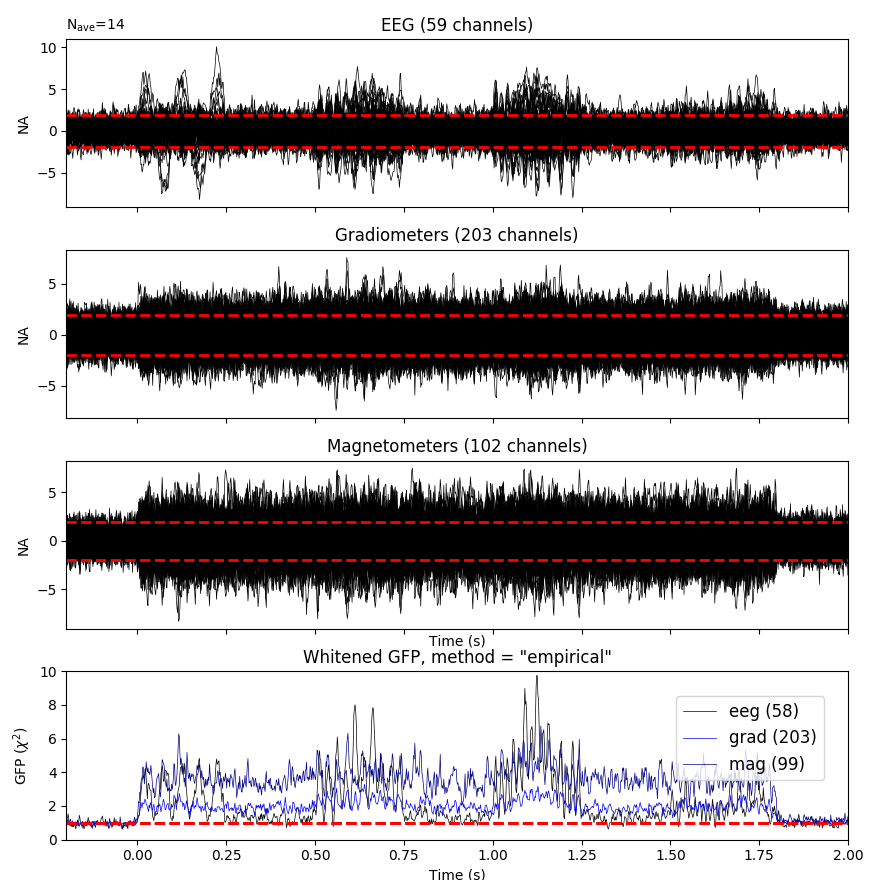 N_ave=14
EEG (59 channels)
10
5
0
−5
NA
Gradiometers (203 channels)
5
0
−5
NA
Magnetometers (102 channels)
5
0
−5
NA
Time (s)
Whitened GFP, method = "empirical"
10
8
6
4
2
0
GFP (χ²)
eeg (58)
grad (203)
mag (99)
0.00 0.25 0.50 0.75 1.00 1.25 1.50 1.75 2.00
Time (s)